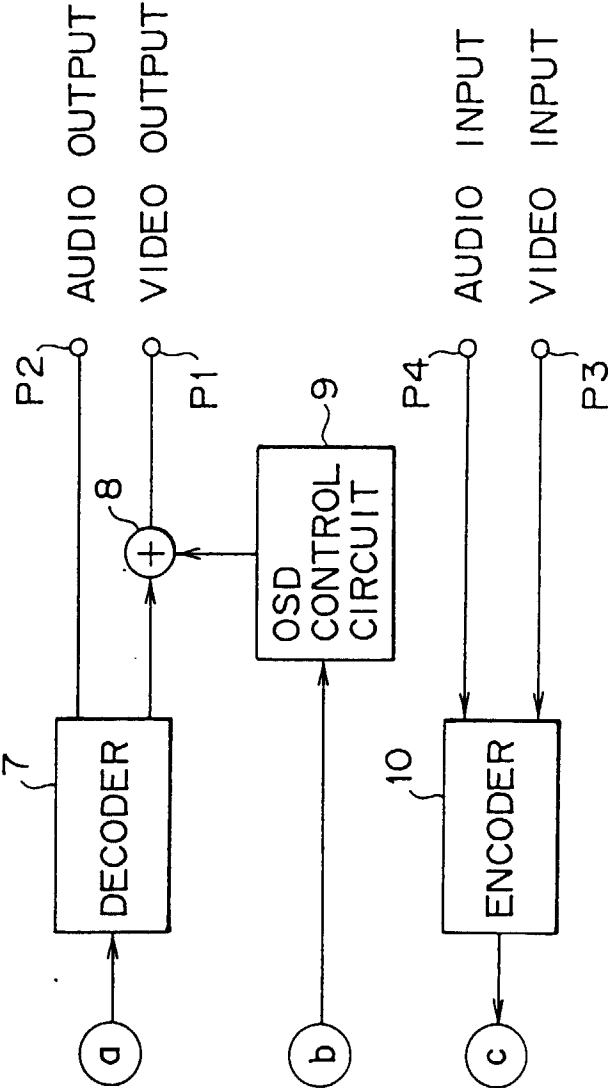 P2
AUDIO OUTPUT
VIDEO OUTPUT
P1
7
DECODER
a
8
+
9
OSD
CONTROL
CIRCUIT
b
P4
AUDIO INPUT
VIDEO INPUT
P3
10
ENCODER
c